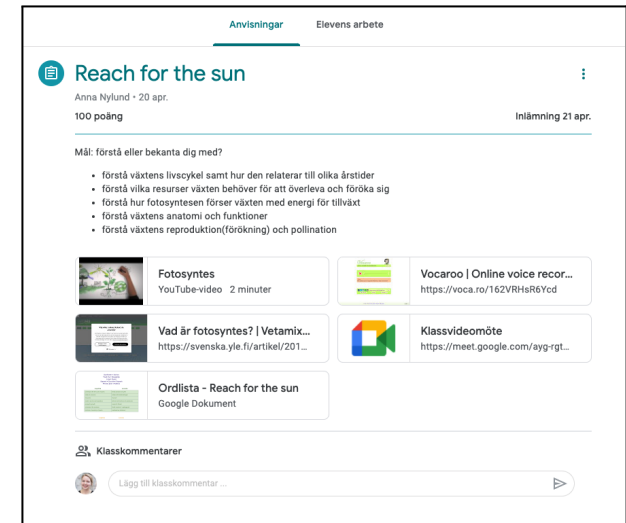 Anvisningar
Elevens arbete
Reach for the sun
Anna Nylund • 20 apr.
100 poäng
Inlämning 21 apr.
Mål: förstå eller bekanta dig med?
• förstå växtens livscykel samt hur den relaterar till olika årstider
• förstå vilka resurser växten behöver för att överleva och föröka sig
• förstå hur fotosyntesen förser växten med energi för tillväxt
• förstå växtens anatomi och funktioner
• förstå växtens reproduktion(förökning) och pollination
Fotosyntes
YouTube-video 2 minuter
Vocaroo | Online voice recor...
https://voca.ro/162VRHsR6Ycd
Vad är fotosyntes? | Vetamix...
https://svenska.yle.fi/artikel/201...
Klassvideomöte
https://meet.google.com/ayg-rgt...
Ordlista - Reach for the sun
Google Dokument
Klasskommentarer
Lägg till klasskommentar ...